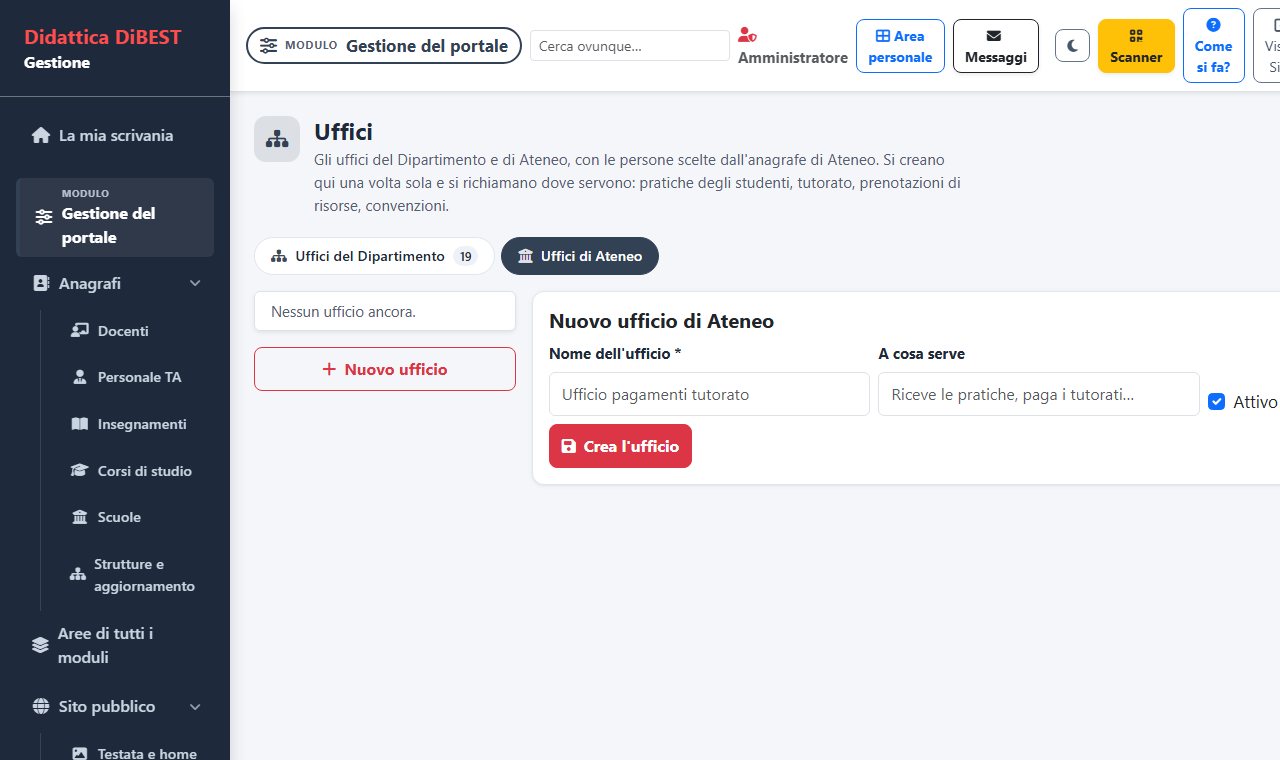 Didattica DiBEST
Gestione
La mia scrivania
MODULO
Gestione del
portale
Anagrafi
Docenti
Personale TA
Insegnamenti
Corsi di studio
Scuole
Strutture e
aggiornamento
Aree di tutti i
moduli
Sito pubblico
Testata e home
MODULO Gestione del portale
Cerca ovunque...
Amministratore
Area
personale
Messaggi
Scanner
Come
si fa?
Uffici
Gli uffici del Dipartimento e di Ateneo, con le persone scelte dall'anagrafe di Ateneo. Si creano
qui una volta sola e si richiamano dove servono: pratiche degli studenti, tutorato, prenotazioni di
risorse, convenzioni.
Uffici del Dipartimento 19
Uffici di Ateneo
Nessun ufficio ancora.
+ Nuovo ufficio
Nuovo ufficio di Ateneo
Nome dell'ufficio *
A cosa serve
Ufficio pagamenti tutorato
Riceve le pratiche, paga i tutorati...
Attivo
Crea l'ufficio